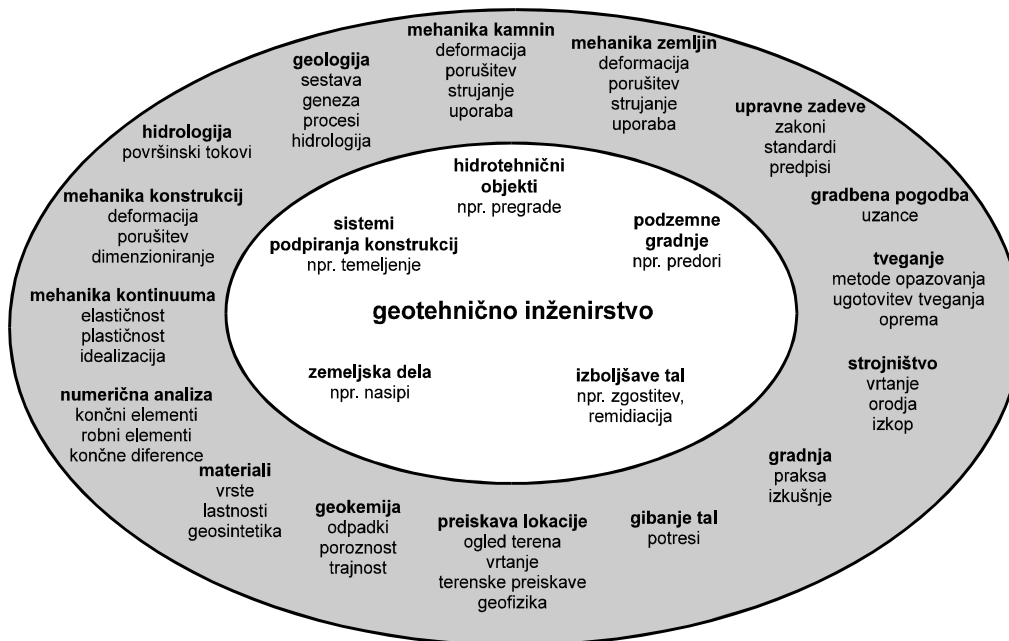 mehanika kamnin
deformacija
porušitev
strujanje
uporaba
mehanika zemljin
deformacija
porušitev
strujanje
uporaba
geologija
sestava
geneza
procesi
hidrologija
upravne zadeve
zakoni
standardi
predpisi
hidrologija
površinski tokovi
gradbena pogodba
uzance
mehanika konstrukcij
deformacija
porušitev
dimenzioniranje
tveganje
metode opazovanja
ugotovitev tveganja
oprema
mehanika kontinuuma
elastičnost
plastičnost
idealizacija
strojništvo
vrtanje
orodja
izkop
numerična analiza
končni elementi
robni elementi
končne diference
gradnja
praksa
izkušnje
materiali
vrste
lastnosti
geosintetika
geokemija
odpadki
poroznost
trajnost
preiskava lokacije
ogled terena
vrtanje
terenske preiskave
geofizika
gibanje tal
potresi
hidrotehnični
objekti
npr. pregrade
sistemi
podpiranja konstrukcij
npr. temeljenje
podzemne
gradnje
npr. predori
geotehnično inženirstvo
zemeljska dela
npr. nasipi
izboljšave tal
npr. zgostitev,
remidiacija